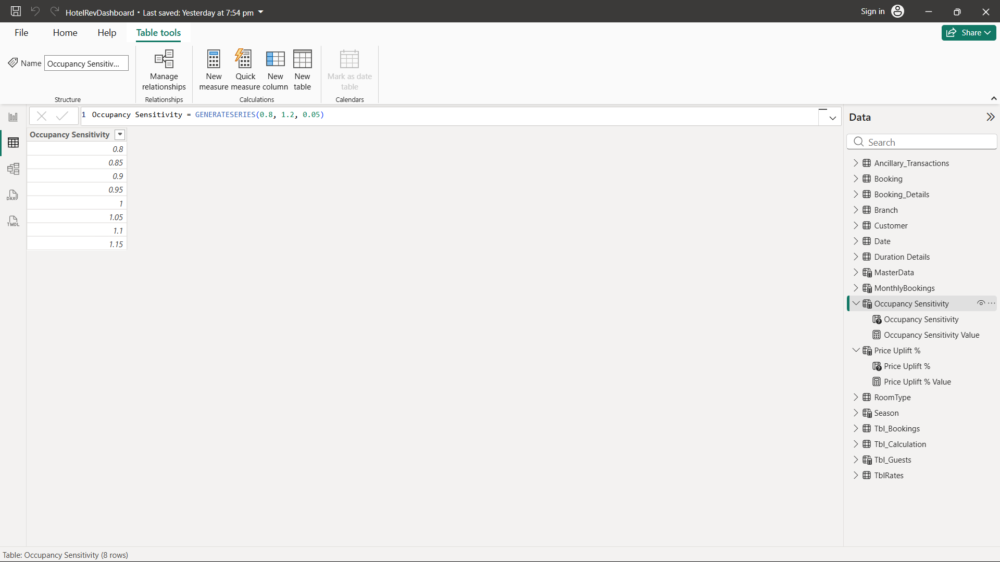 HotelRevDashboard • Last saved: Yesterday at 7:54 pm
Sign in
File Home Help Table tools
Share
Name Occupancy Sensitiv...
Manage relationships
New measure
Quick measure
New column
New table
Mark as date table
Structure
Relationships
Calculations
Calendars
1 Occupancy Sensitivity = GENERATESERIES(0.8, 1.2, 0.05)
Occupancy Sensitivity
0.8
0.85
0.9
0.95
1
1.05
1.1
1.15
DAX
TMDL
Data
Search
Ancillary_Transactions
Booking
Booking_Details
Branch
Customer
Date
Duration Details
MasterData
MonthlyBookings
Occupancy Sensitivity
Occupancy Sensitivity
Occupancy Sensitivity Value
Price Uplift %
Price Uplift %
Price Uplift % Value
RoomType
Season
Tbl_Bookings
Tbl_Calculation
Tbl_Guests
TblRates
Table: Occupancy Sensitivity (8 rows)